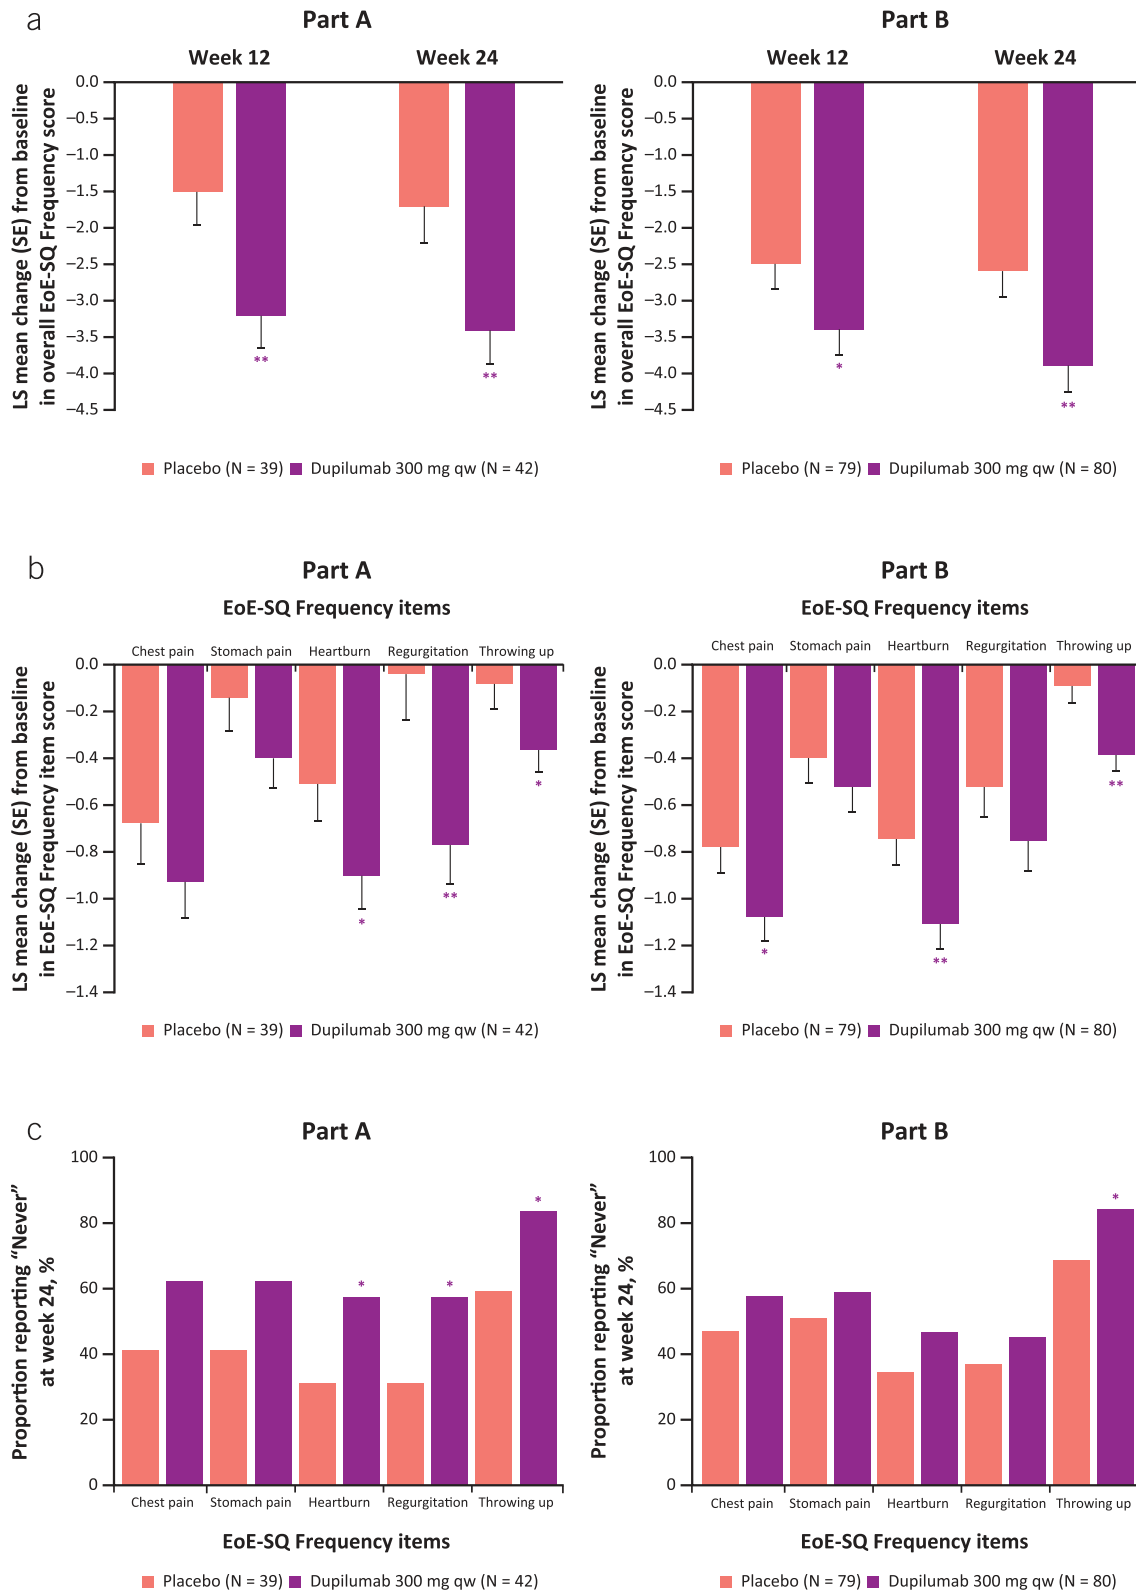 a
Part A
Week 12
Week 24
LS mean change (SE) from baseline
in overall EoE-SQ Frequency score
0.0
−0.5
−1.0
−1.5
−2.0
−2.5
−3.0
−3.5
−4.0
−4.5
**
**
Placebo (N = 39)
Dupilumab 300 mg qw (N = 42)
Part B
Week 12
Week 24
LS mean change (SE) from baseline
in overall EoE-SQ Frequency score
0.0
−0.5
−1.0
−1.5
−2.0
−2.5
−3.0
−3.5
−4.0
−4.5
*
**
Placebo (N = 79)
Dupilumab 300 mg qw (N = 80)
b
Part A
EoE-SQ Frequency items
Chest pain
Stomach pain
Heartburn
Regurgitation
Throwing up
LS mean change (SE) from baseline
in EoE-SQ Frequency item score
0.0
−0.2
−0.4
−0.6
−0.8
−1.0
−1.2
−1.4
*
**
*
Placebo (N = 39)
Dupilumab 300 mg qw (N = 42)
Part B
EoE-SQ Frequency items
Chest pain
Stomach pain
Heartburn
Regurgitation
Throwing up
LS mean change (SE) from baseline
in EoE-SQ Frequency item score
0.0
−0.2
−0.4
−0.6
−0.8
−1.0
−1.2
−1.4
*
**
**
Placebo (N = 79)
Dupilumab 300 mg qw (N = 80)
c
Part A
Proportion reporting “Never”
at week 24, %
100
80
60
40
20
0
*
*
*
Chest pain
Stomach pain
Heartburn
Regurgitation
Throwing up
EoE-SQ Frequency items
Placebo (N = 39)
Dupilumab 300 mg qw (N = 42)
Part B
Proportion reporting “Never”
at week 24, %
100
80
60
40
20
0
*
Chest pain
Stomach pain
Heartburn
Regurgitation
Throwing up
EoE-SQ Frequency items
Placebo (N = 79)
Dupilumab 300 mg qw (N = 80)